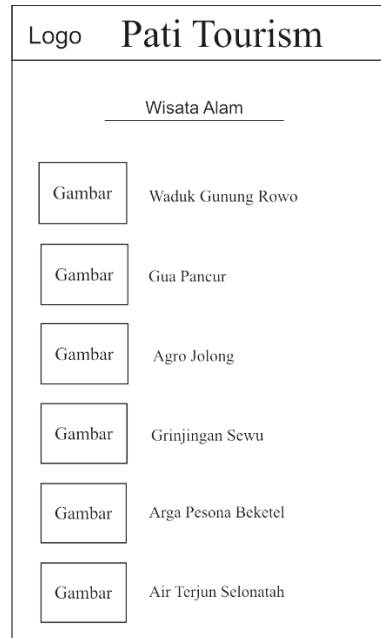 Logo Pati Tourism
Wisata Alam
Gambar Waduk Gunung Rowo
Gambar Gua Pancur
Gambar Agro Jolong
Gambar Grinjingan Sewu
Gambar Arga Pesona Beketel
Gambar Air Terjun Selonatah